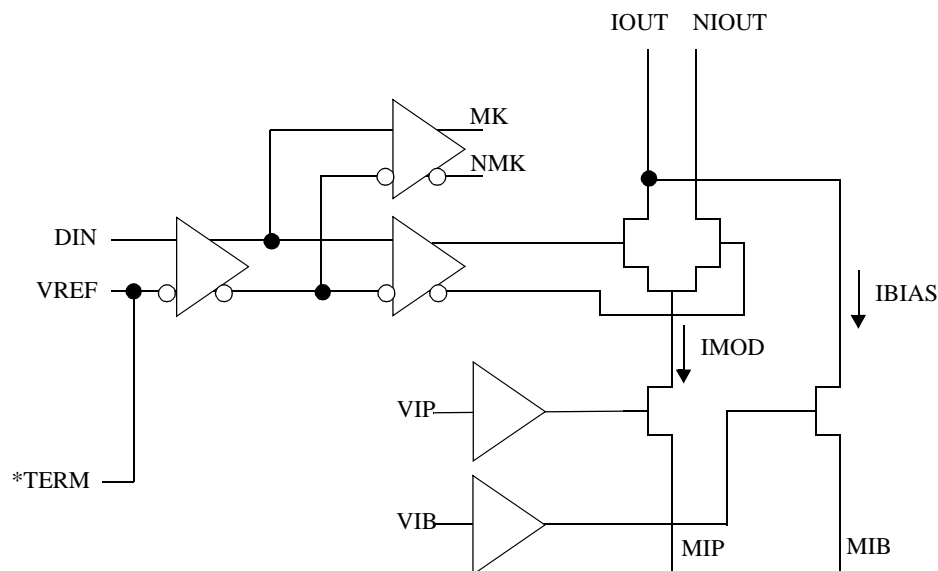 IOUT NIOUT
MK
NMK
DIN
VREF
IBIAS
IMOD
VIP
*TERM
VIB
MIP MIB